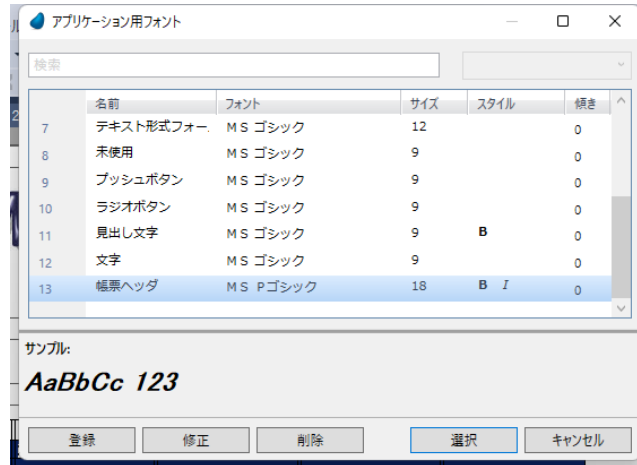 アプリケーション用フォント
検索
名前 フォント サイズ スタイル 傾き
7 テキスト形式フォー MS ゴシック 12 0
8 未使用 MS ゴシック 9 0
9 プッシュボタン MS ゴシック 9 0
10 ラジオボタン MS ゴシック 9 0
11 見出し文字 MS ゴシック 9 B 0
12 文字 MS ゴシック 9 0
13 帳票ヘッダ MS Pゴシック 18 B I 0
サンプル:
AaBbCc 123
登録 修正 削除 選択 キャンセル